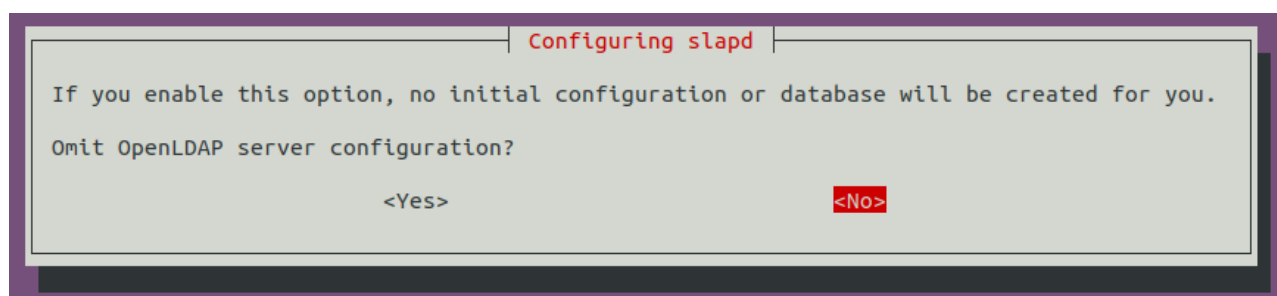 Configuring slapd
If you enable this option, no initial configuration or database will be created for you.
Omit OpenLDAP server configuration?
<Yes> <No>